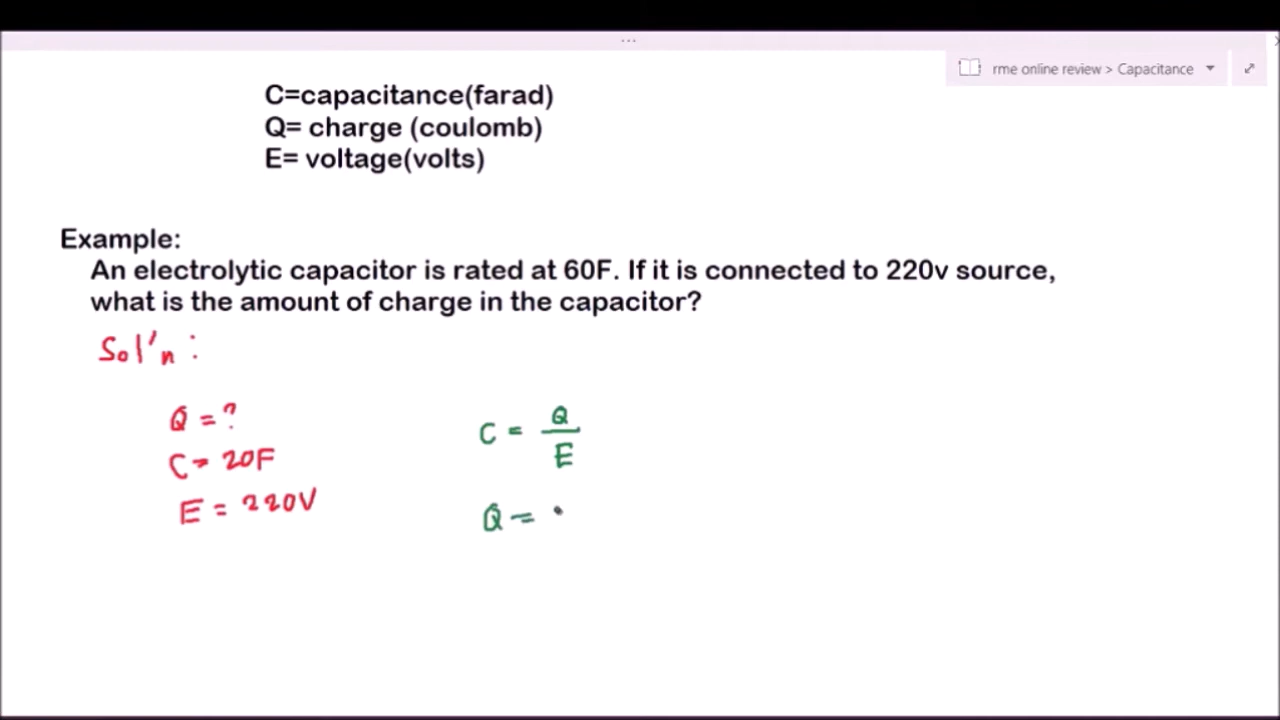 rme online review > Capacitance
C=capacitance(farad)
Q= charge (coulomb)
E= voltage(volts)
Example:
An electrolytic capacitor is rated at 60F. If it is connected to 220v source,
what is the amount of charge in the capacitor?
Sol'n :
Q = ?
C = 20F
E = 220V
C = Q
E
Q =